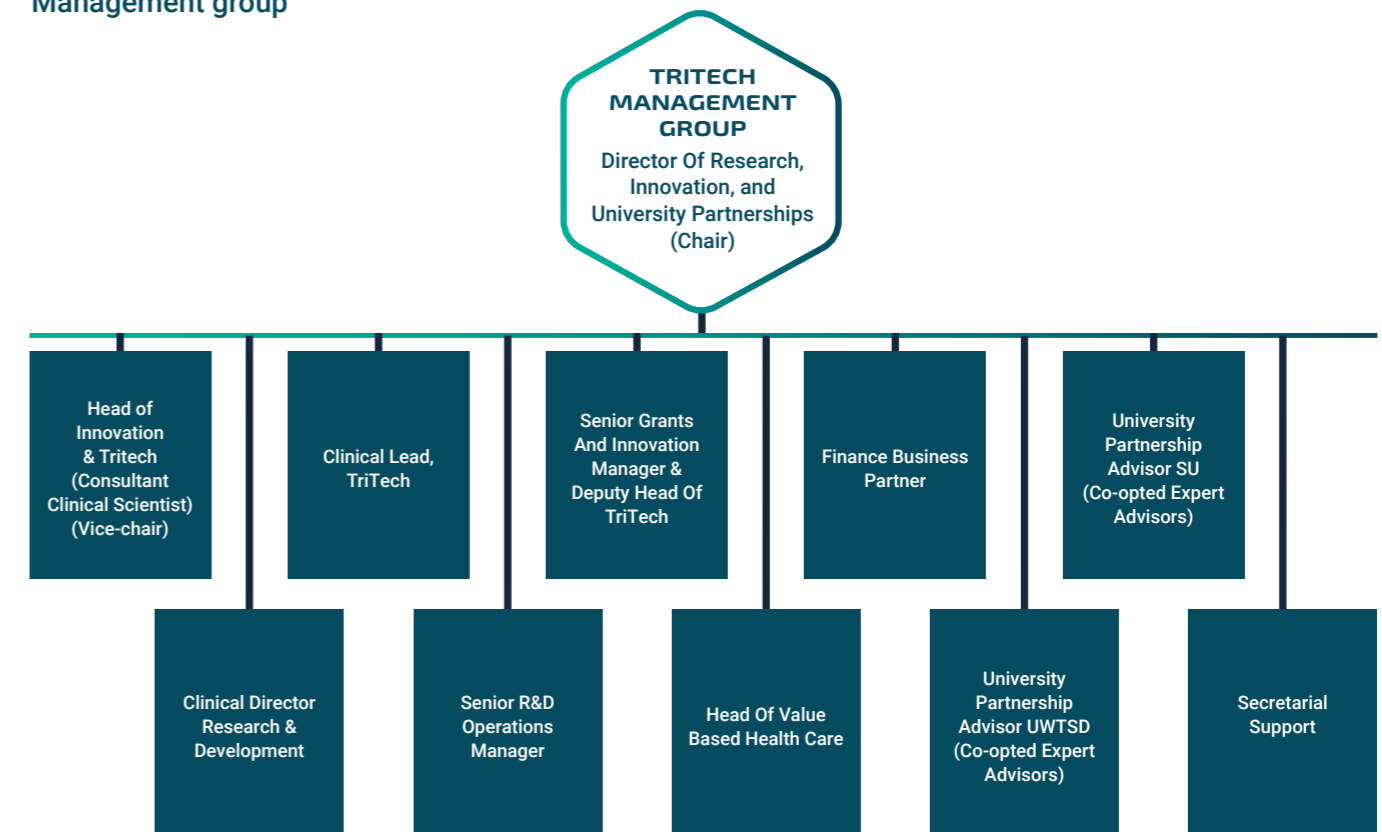 Management group
TRITECH
MANAGEMENT
GROUP
Director Of Research,
Innovation, and
University Partnerships
(Chair)
Head of
Innovation
& Tritech
(Consultant
Clinical Scientist)
(Vice-chair)
Clinical Lead,
TriTech
Senior Grants
And Innovation
Manager &
Deputy Head Of
TriTech
Finance Business
Partner
University
Partnership
Advisor SU
(Co-opted Expert
Advisors)
Clinical Director
Research &
Development
Senior R&D
Operations
Manager
Head Of Value
Based Health Care
University
Partnership
Advisor UWTSD
(Co-opted Expert
Advisors)
Secretarial
Support